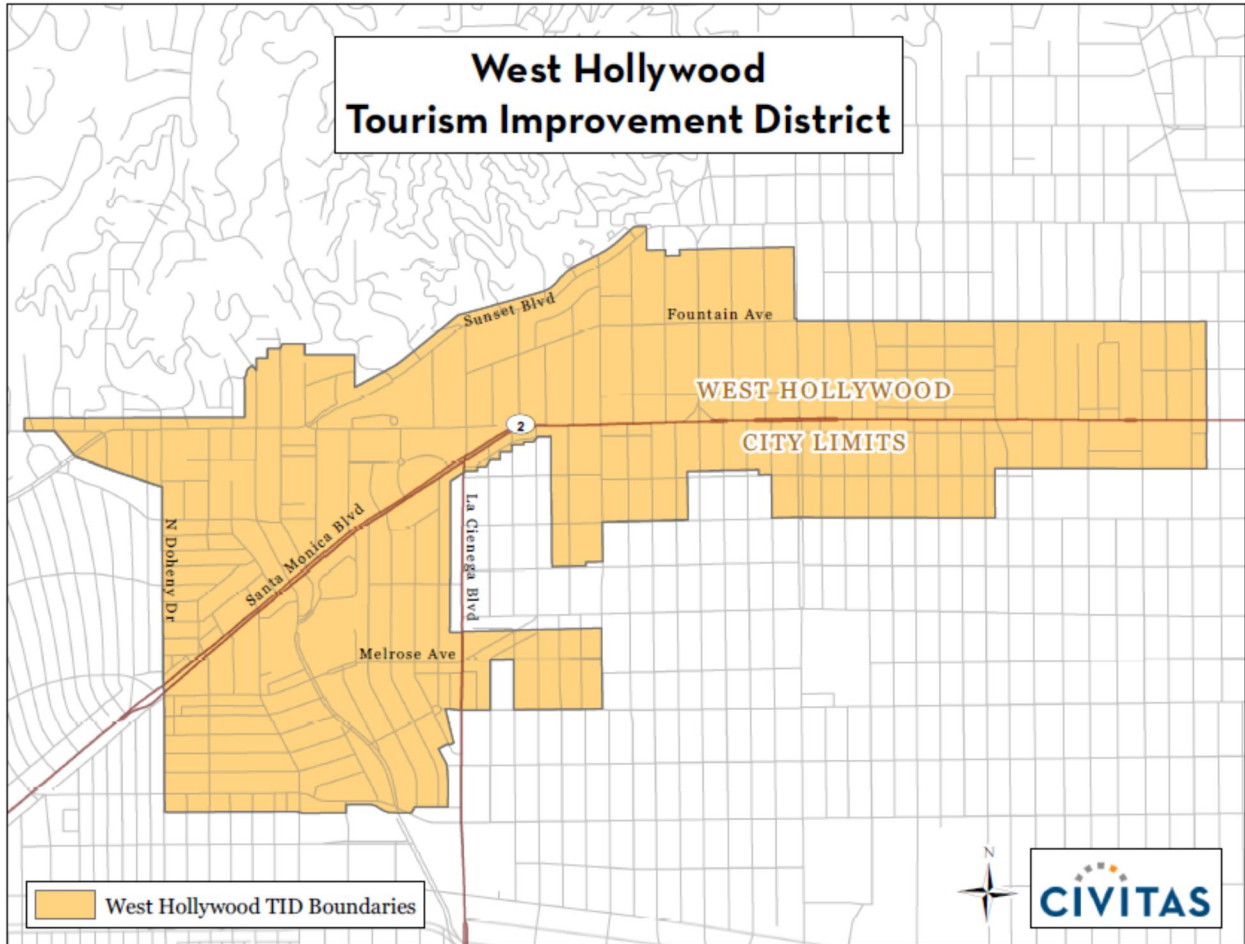 West Hollywood
Tourism Improvement District
Sunset Blvd
Fountain Ave
WEST HOLLYWOOD
2
CITY LIMITS
N Doheny Dr
Santa Monica Blvd
La Cienega Blvd
Melrose Ave
West Hollywood TID Boundaries
N
CIVITAS